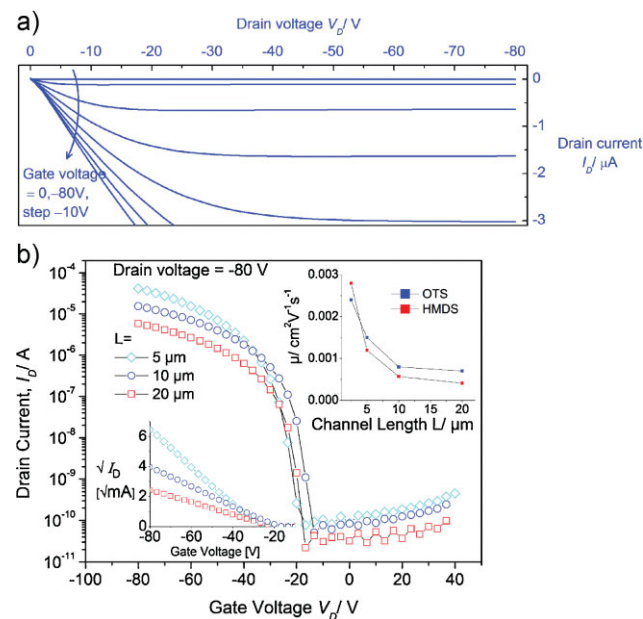 a)
Drain voltage V_D/ V
0 -10 -20 -30 -40 -50 -60 -70 -80
0
-1
-2
-3
Drain current
I_D/ μA
Gate voltage
= 0,-80V,
step -10V
b)
Drain Current, I_D/ A
10⁻⁴
10⁻⁵
10⁻⁶
10⁻⁷
10⁻⁸
10⁻⁹
10⁻¹⁰
10⁻¹¹
Drain voltage = -80 V
L=
5 μm
10 μm
20 μm
μ/ cm²V⁻¹s⁻¹
0.003
0.002
0.001
0.000
OTS
HMDS
5 10 15 20
Channel Length L/ μm
√ I_D
[√mA]
6
4
2
0
-80 -60 -40 -20
Gate Voltage [V]
-100 -80 -60 -40 -20 0 20 40 60
Gate Voltage V_D/ V